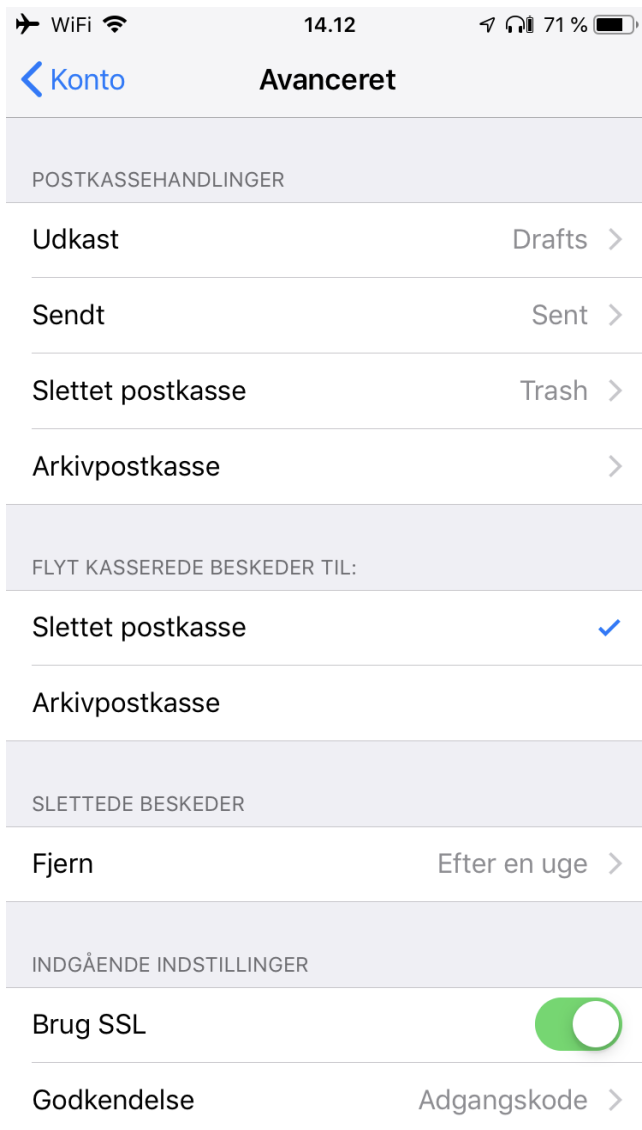 WiFi 14.12 71 %
Konto Avanceret
POSTKASSEHANDLINGER
Udkast Drafts
Sendt Sent
Slettet postkasse Trash
Arkivpostkasse
FLYT KASSEREDE BESKEDER TIL:
Slettet postkasse
Arkivpostkasse
SLETTEDE BESKEDER
Fjern Efter en uge
INDGÅENDE INDSTILLINGER
Brug SSL
Godkendelse Adgangskode